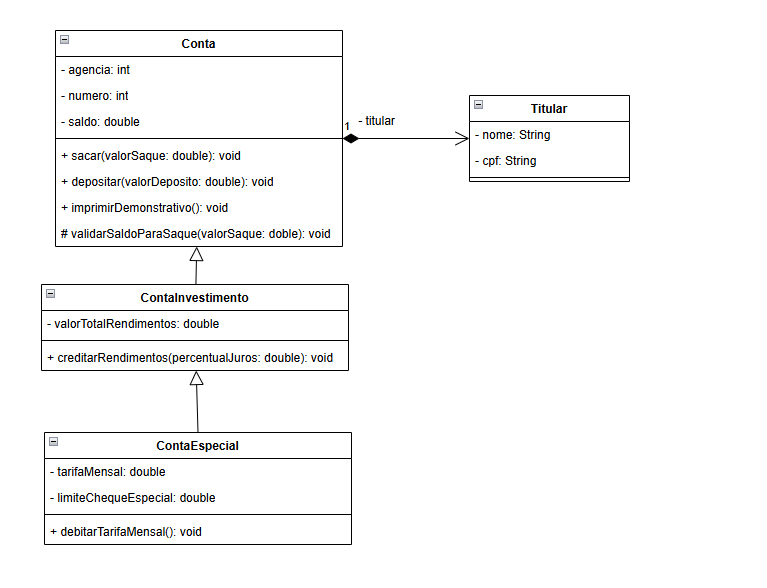 Conta
- agencia: int
- numero: int
- saldo: double
+ sacar(valorSaque: double): void
+ depositar(valorDeposito: double): void
+ imprimirDemonstrativo(): void
# validarSaldoParaSaque(valorSaque: doble): void
1
- titular
Titular
- nome: String
- cpf: String
ContaInvestimento
- valorTotalRendimentos: double
+ creditarRendimentos(percentualJuros: double): void
ContaEspecial
- tarifaMensal: double
- limiteChequeEspecial: double
+ debitarTarifaMensal(): void